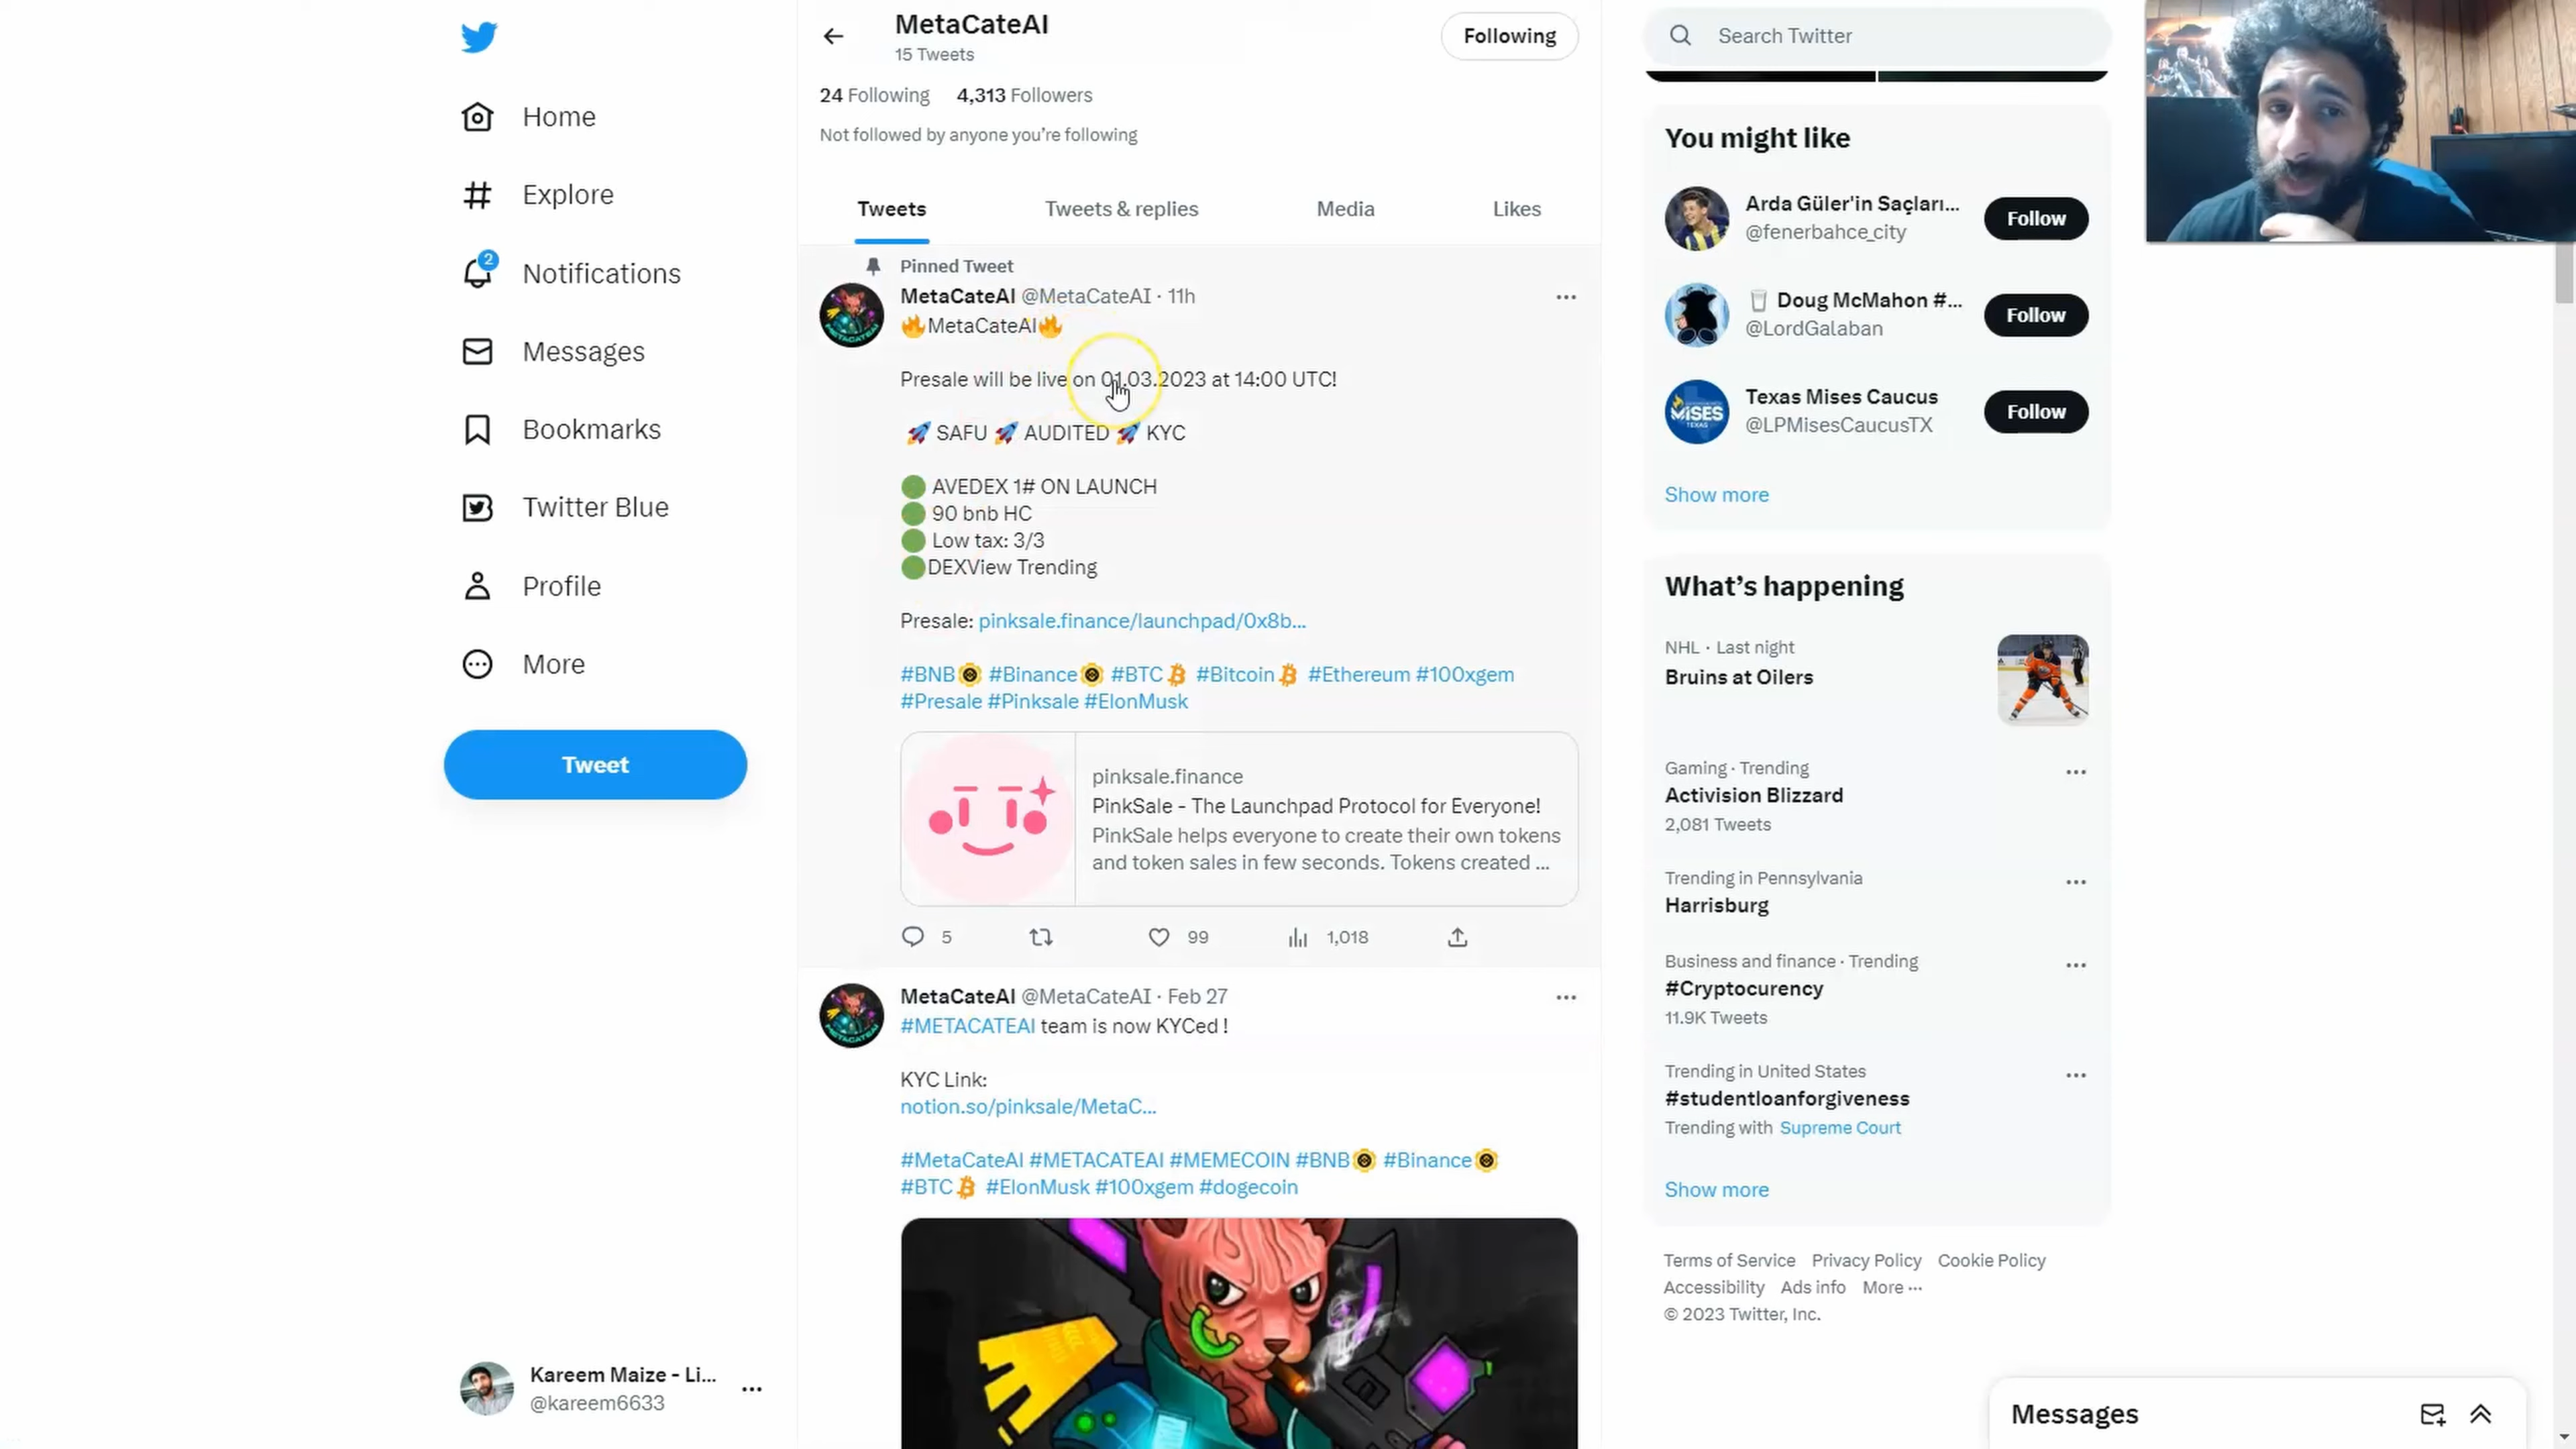 Home
Explore
2
Notifications
Messages
Bookmarks
Twitter Blue
Profile
More
Tweet
Kareem Maize - Li...
@kareem6633
MetaCateAI
15 Tweets
Following
24 Following 4,313 Followers
Not followed by anyone you're following
Tweets Tweets & replies Media Likes
Pinned Tweet
MetaCateAI @MetaCateAI · 11h
🔥MetaCateAI🔥
Presale will be live on 01.03.2023 at 14:00 UTC!
🚀 SAFU 🚀 AUDITED 🚀 KYC
🟢 AVEDEX 1# ON LAUNCH
🟢 90 bnb HC
🟢 Low tax: 3/3
🟢DEXView Trending
Presale: pinksale.finance/launchpad/0x8b...
#BNB #Binance #BTC #Bitcoin #Ethereum #100xgem
#Presale #Pinksale #ElonMusk
pinksale.finance
PinkSale - The Launchpad Protocol for Everyone!
PinkSale helps everyone to create their own tokens
and token sales in few seconds. Tokens created ...
5 99 1,018
MetaCateAI @MetaCateAI · Feb 27
#METACATEAI team is now KYCed !
KYC Link:
notion.so/pinksale/MetaC...
#MetaCateAI #METACATEAI #MEMECOIN #BNB #Binance
#BTC #ElonMusk #100xgem #dogecoin
Search Twitter
You might like
Arda Güler'in Saçları...
@fenerbahce_city
Follow
Doug McMahon #...
@LordGalaban
Follow
MISES
TEXAS
Texas Mises Caucus
@LPMisesCaucusTX
Follow
Show more
What's happening
NHL · Last night
Bruins at Oilers
Gaming · Trending
Activision Blizzard
2,081 Tweets
Trending in Pennsylvania
Harrisburg
Business and finance · Trending
#Cryptocurency
11.9K Tweets
Trending in United States
#studentloanforgiveness
Trending with Supreme Court
Show more
Terms of Service Privacy Policy Cookie Policy
Accessibility Ads info More ...
© 2023 Twitter, Inc.
Messages